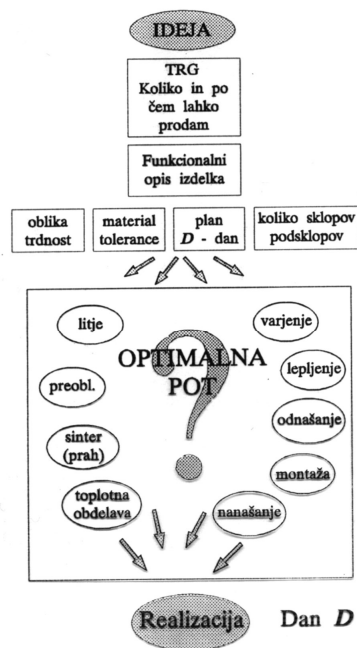 IDEJA
TRG
Koliko in po
čem lahko
prodam
Funkcionalni
opis izdelka
oblika
trdnost
material
tolerance
plan
D - dan
koliko sklopov
podsklopov
litje
varjenje
?
OPTIMALNA
POT
lepljenje
preobl.
odnašanje
sinter
(prah)
montaža
toplotna
obdelava
nanašanje
Realizacija
Dan D